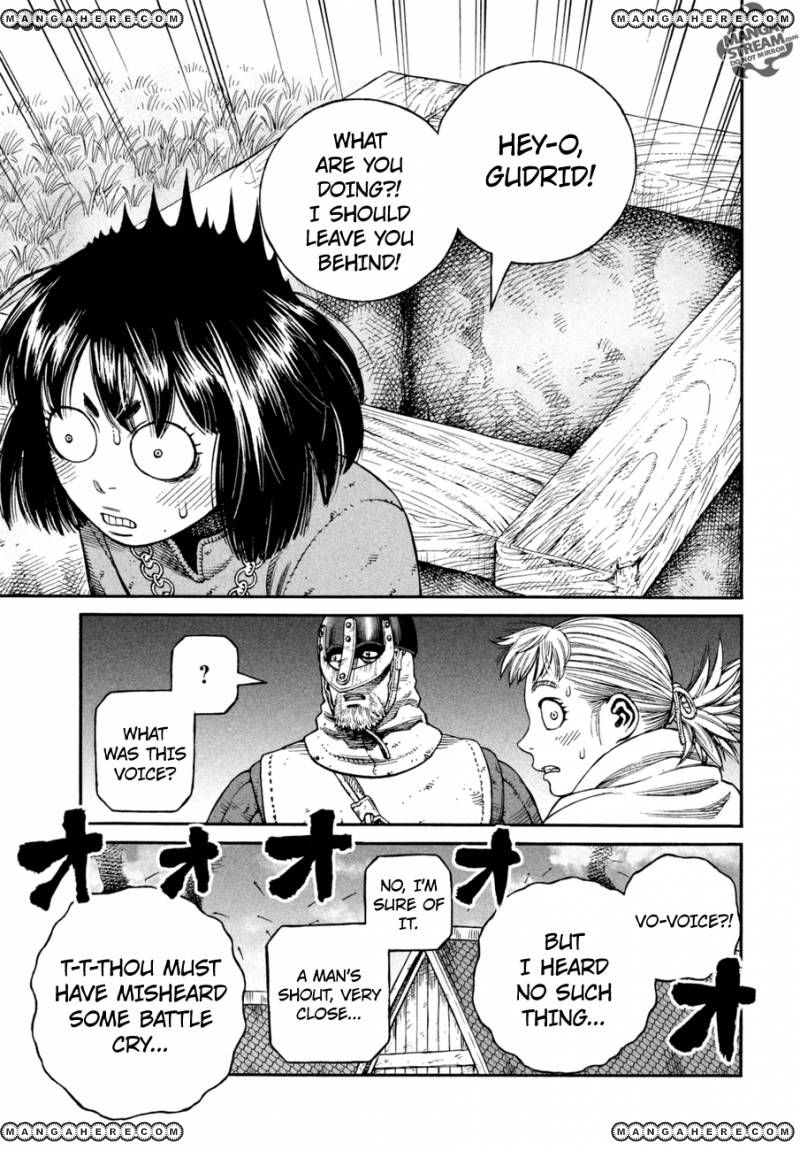 MANGAHERE.COM
MANGAHERE.COM
MANGA
STREAM.com
DO NOT MIRROR
HEY-O,
GUDRID!
WHAT
ARE YOU
DOING?!
I SHOULD
LEAVE YOU
BEHIND!
?
WHAT
WAS THIS
VOICE?
VO-VOICE?!
BUT
I HEARD
NO SUCH
THING...
NO, I'M
SURE OF
IT.
A MAN'S
SHOUT, VERY
CLOSE...
T-T-THOU MUST
HAVE MISHEARD
SOME BATTLE
CRY...
オ オ オ オ オ
MANGAHERE.COM
MANGAHERE.COM